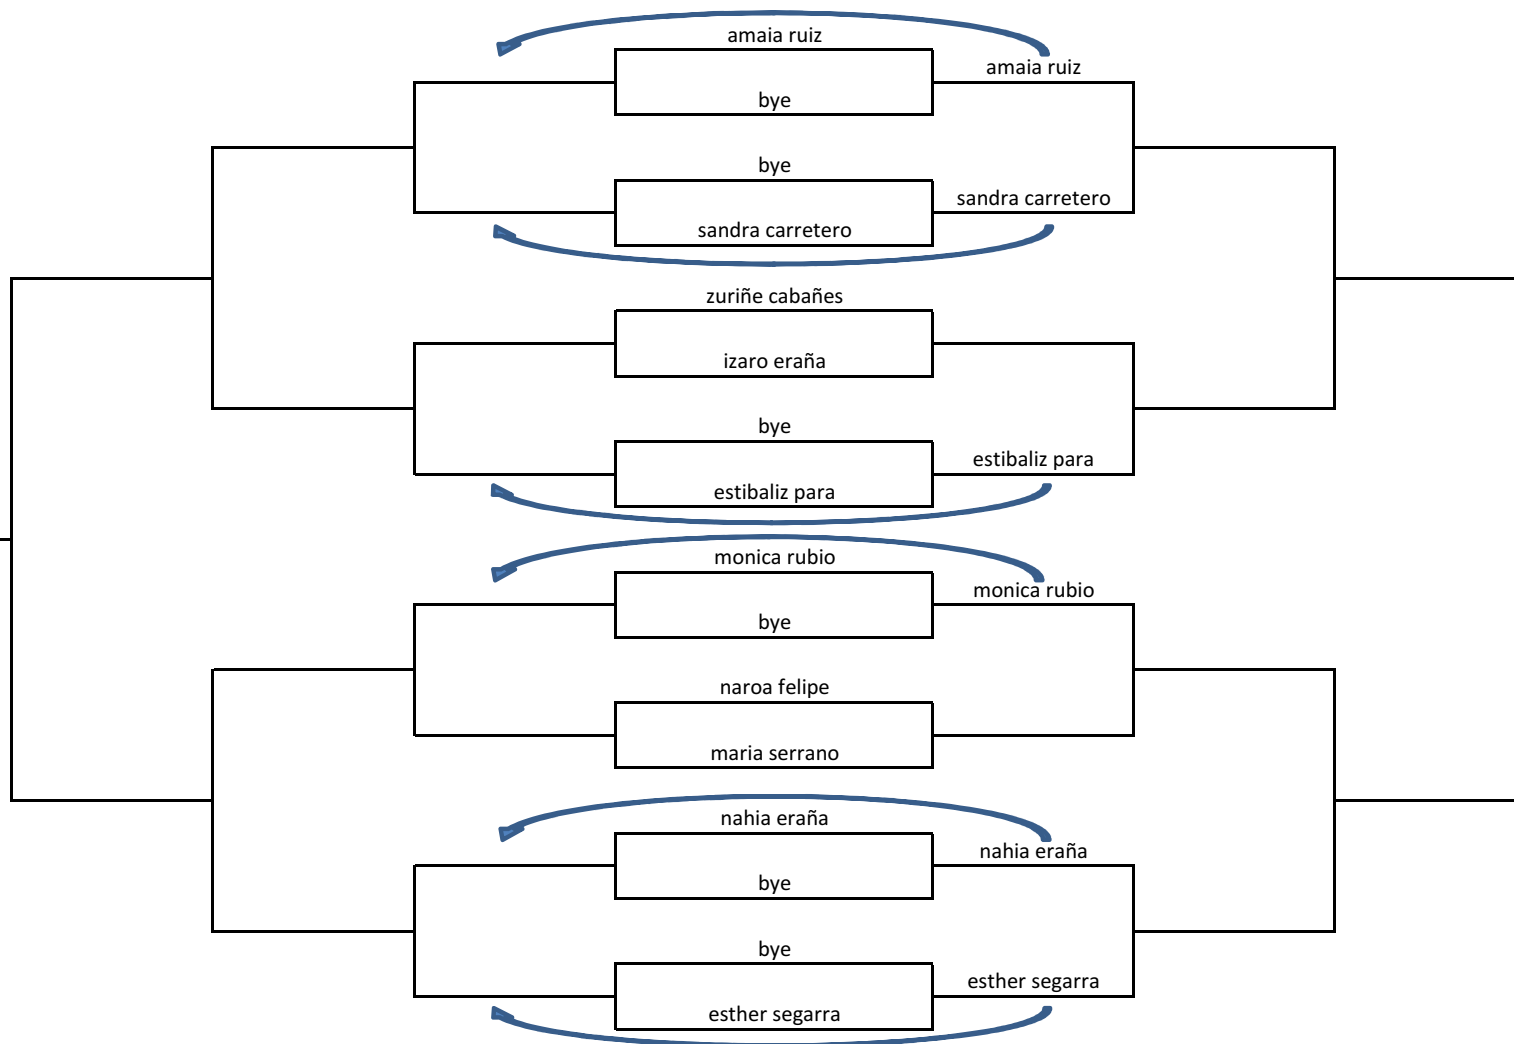 amaia ruiz
amaia ruiz
bye
bye
sandra carretero
sandra carretero
zuriñe cabañes
izaro eraña
bye
estibaliz para
estibaliz para
monica rubio
monica rubio
bye
naroa felipe
maria serrano
nahia eraña
nahia eraña
bye
bye
esther segarra
esther segarra